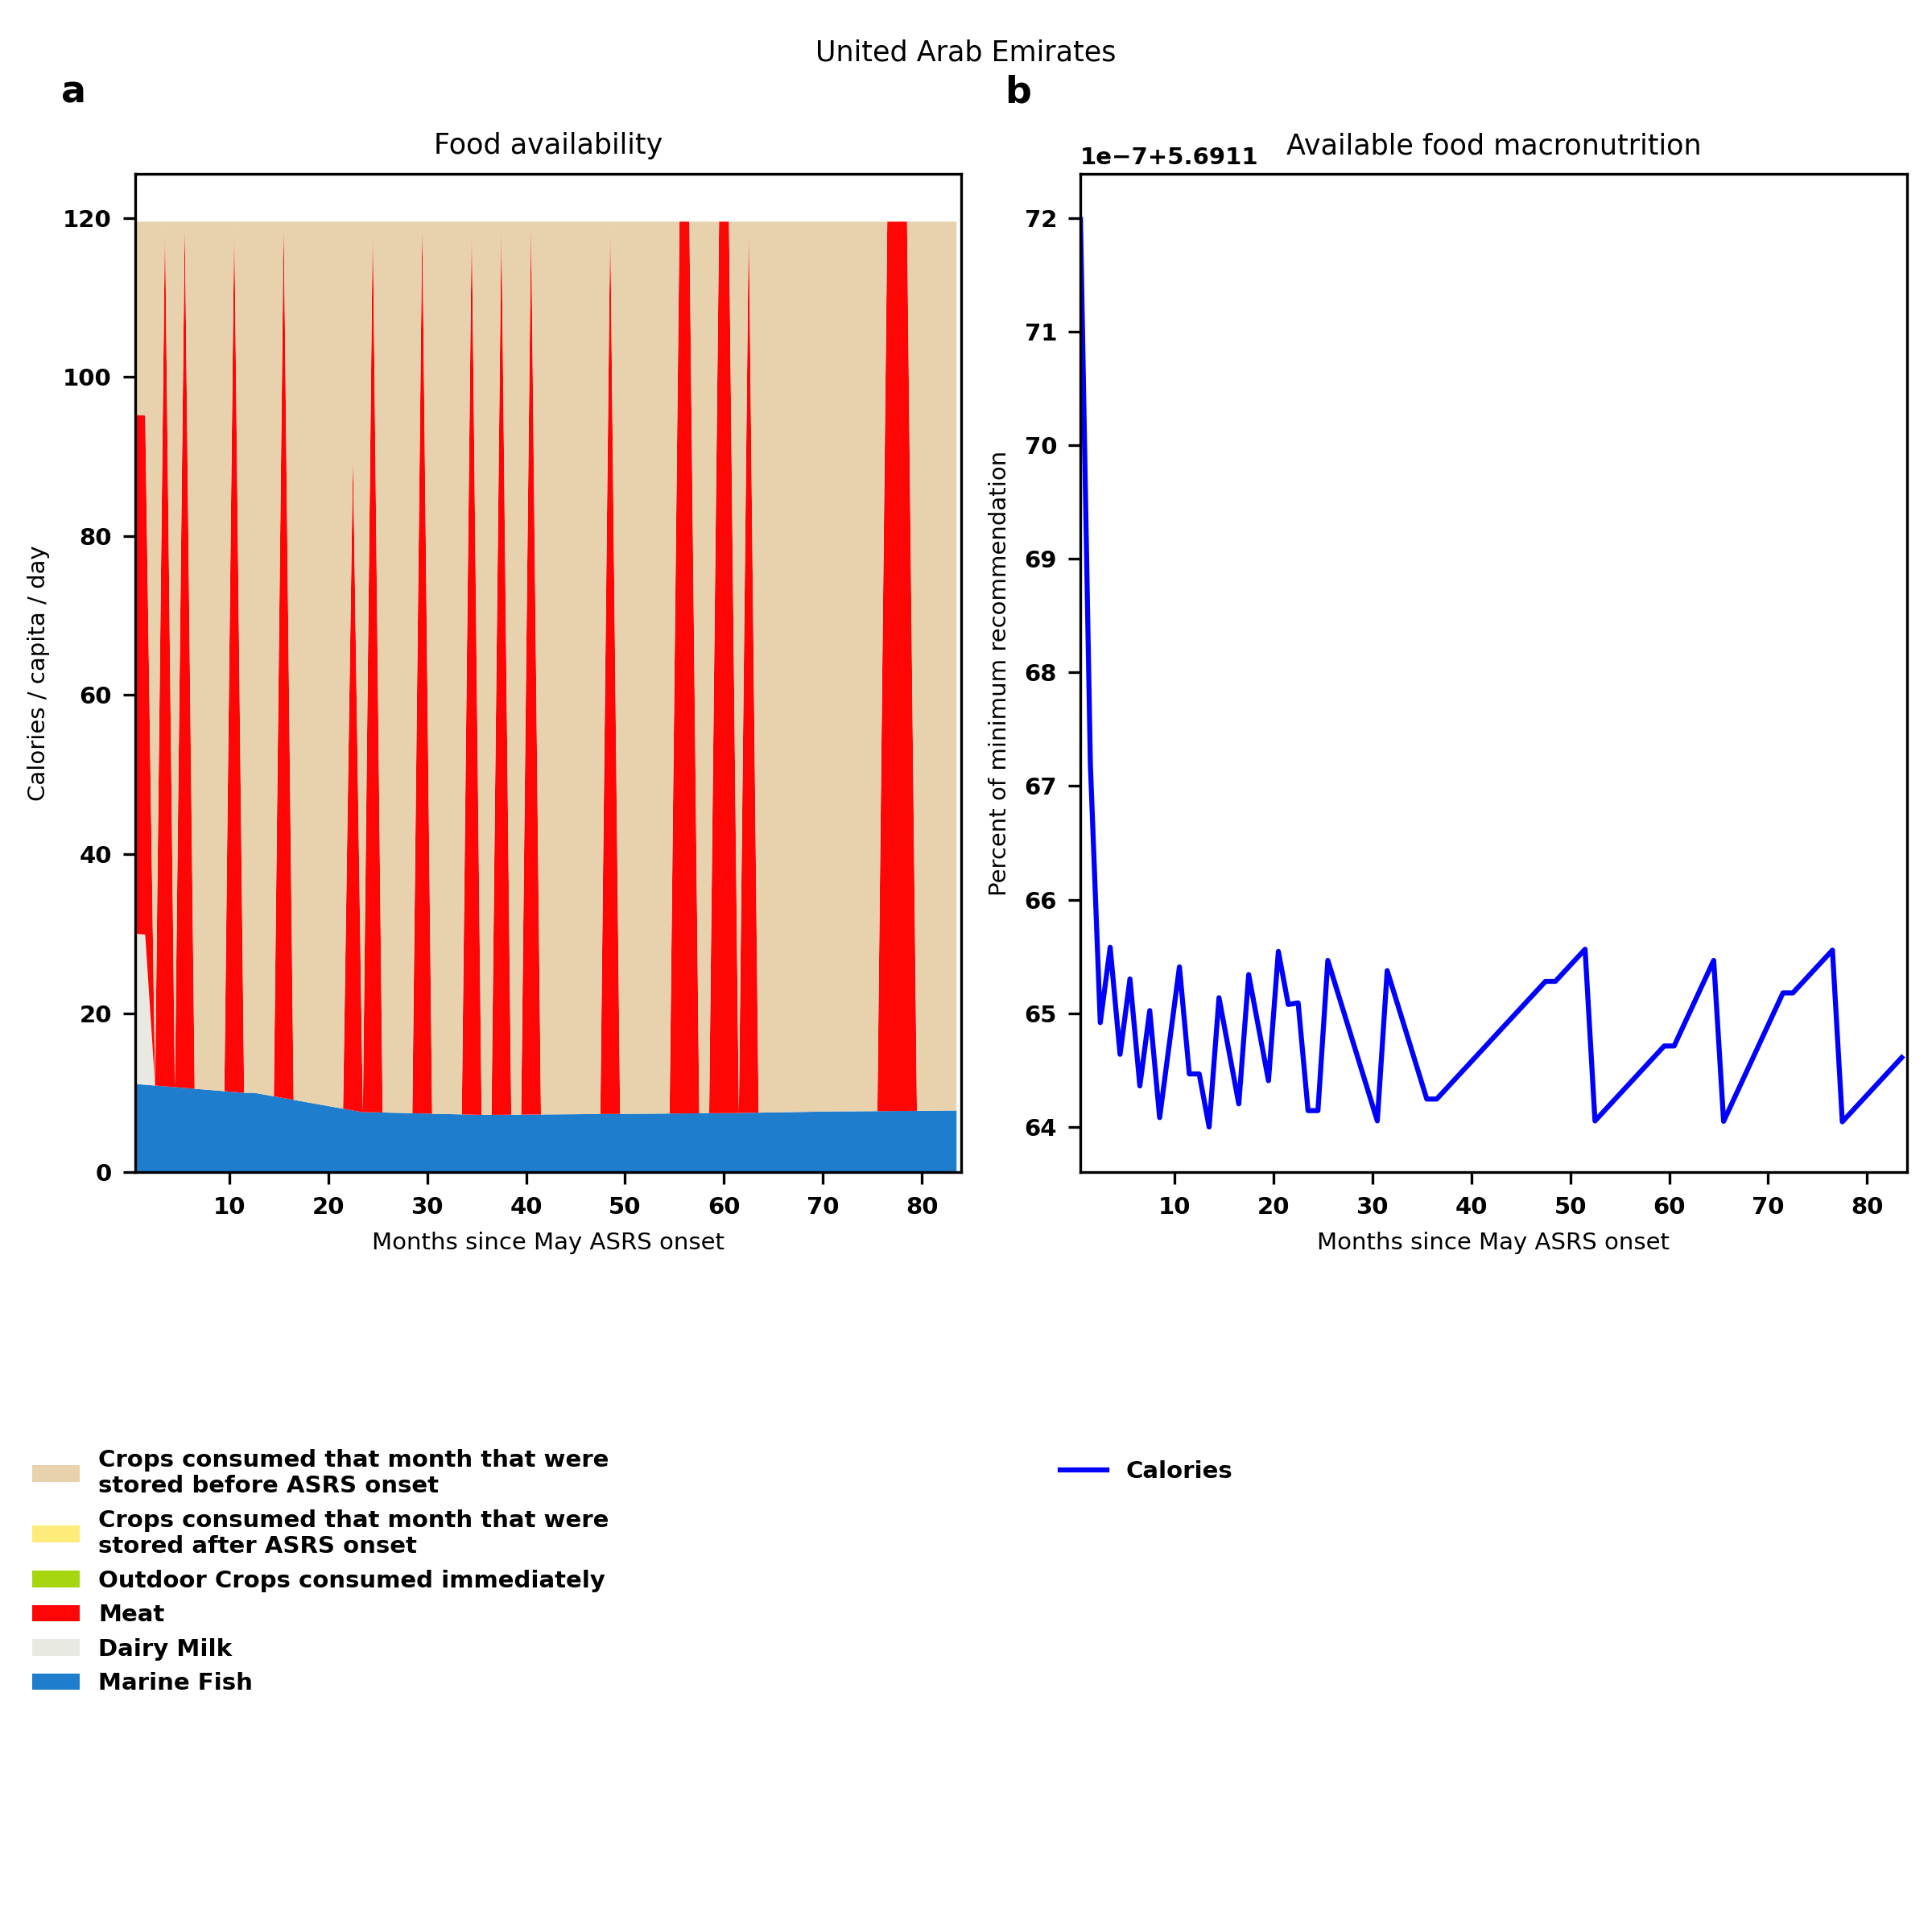 United Arab Emirates
a
Food availability
Calories / capita / day
120
100
80
60
40
20
0
10 20 30 40 50 60 70 80
Months since May ASRS onset
b
Available food macronutrition
1e−7+5.6911
Percent of minimum recommendation
72
71
70
69
68
67
66
65
64
10 20 30 40 50 60 70 80
Months since May ASRS onset
Crops consumed that month that were
stored before ASRS onset
Crops consumed that month that were
stored after ASRS onset
Outdoor Crops consumed immediately
Meat
Dairy Milk
Marine Fish
Calories